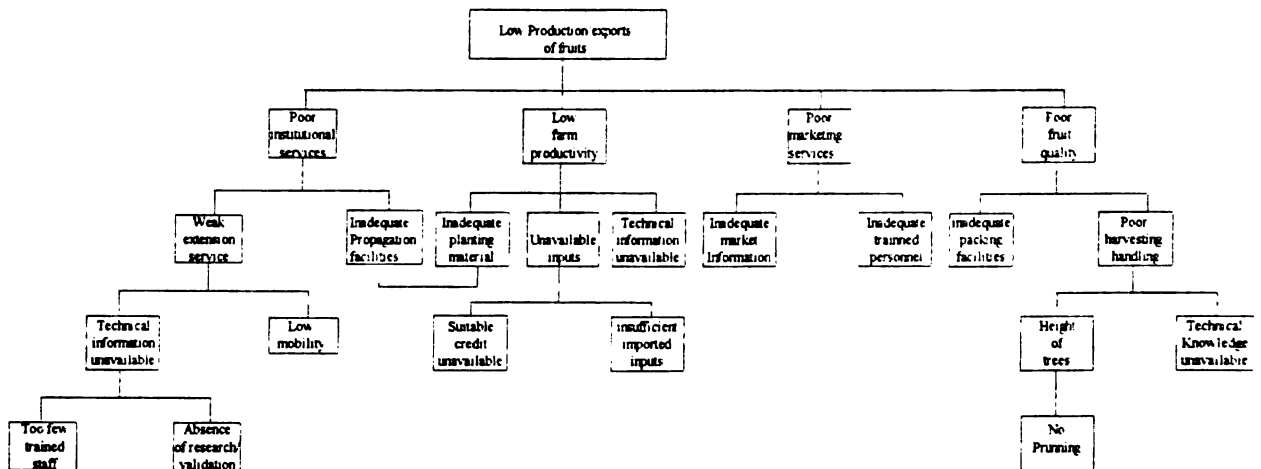 Low Production exports
of fruits
Poor
institutional
services
Low
farm
productivity
Poor
marketing
services
Poor
fruit
quality
Weak
extension
service
Inadequate
Propagation
facilities
Inadequate
planting
material
Unavailable
inputs
Technical
information
unavailable
Inadequate
market
Information
Inadequate
trainned
personnel
inadequate
packing
facilities
Poor
harvesting
handling
Technical
information
unavailable
Low
mobility
Suitable
credit
unavailable
insufficient
imported
inputs
Height
of
trees
Technical
Knowledge
unavailable
Too few
trained
staff
Absence
of research/
validation
No
Prunning